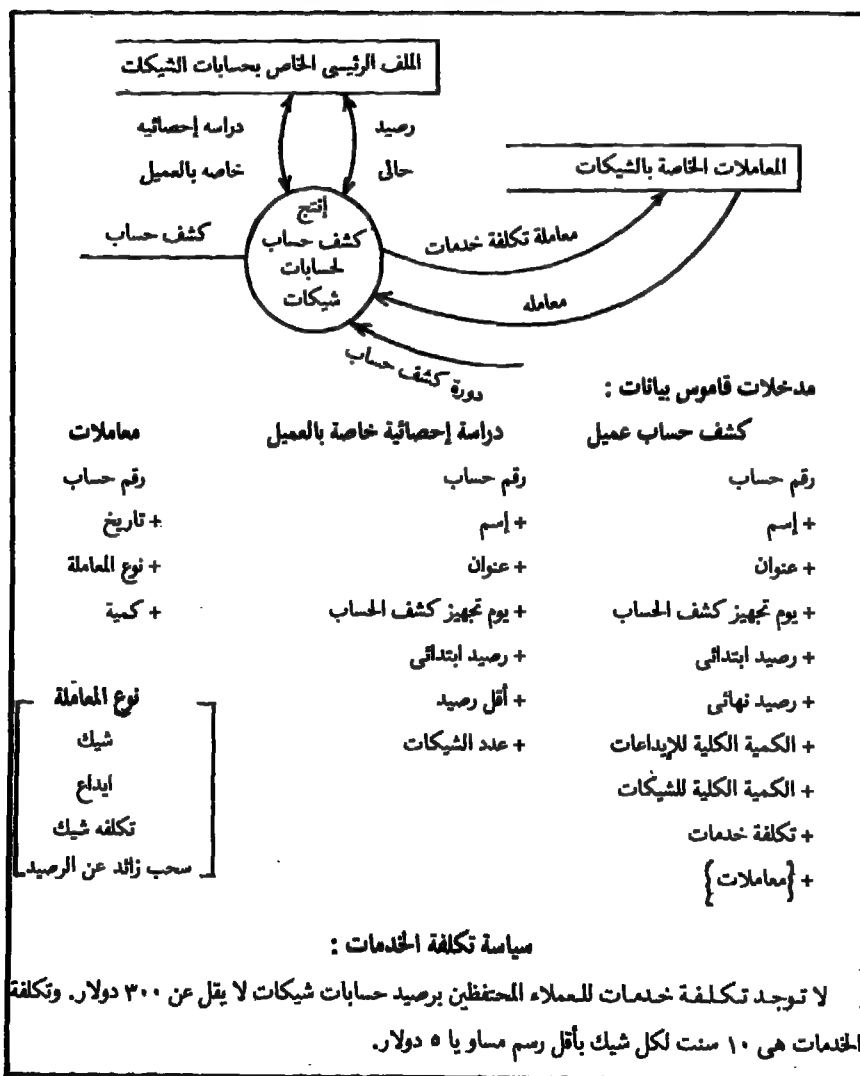 الملف الرئيسى الخاص بحسابات الشيكات
دراسه إحصائيه
خاصه بالعميل
رصيد
حالى
المعاملات الخاصة بالشيكات
كشف حساب
إنتج
كشف حساب
لحسابات
شيكات
معاملة تكلفة خدمات
معامله
دورة كشف حساب
مدخلات قاموس بيانات :
كشف حساب عميل
رقم حساب
+ إسم
+ عنوان
+ يوم تجهيز كشف الحساب
+ رصيد ابتدائى
+ رصيد نهائى
+ الكمية الكلية للإيداعات
+ الكمية الكلية للشيكات
+ تكلفة خدمات
+ {معاملات}
دراسة إحصائية خاصة بالعميل
رقم حساب
+ إسم
+ عنوان
+ يوم تجهيز كشف الحساب
+ رصيد ابتدائى
+ أقل رصيد
+ عدد الشيكات
معاملات
رقم حساب
+ تاريخ
+ نوع المعاملة
+ كمية
نوع المعاملة
شيك
ايداع
تكلفه شيك
سحب زائد عن الرصيد
سياسة تكلفة الخدمات :
لا توجد تكلفة خدمات للعملاء المحتفظين برصيد حسابات شيكات لا يقل عن ٣٠٠ دولار. وتكلفة
الخدمات هى ١٠ سنت لكل شيك بأقل رسم مساو يا ٥ دولار.